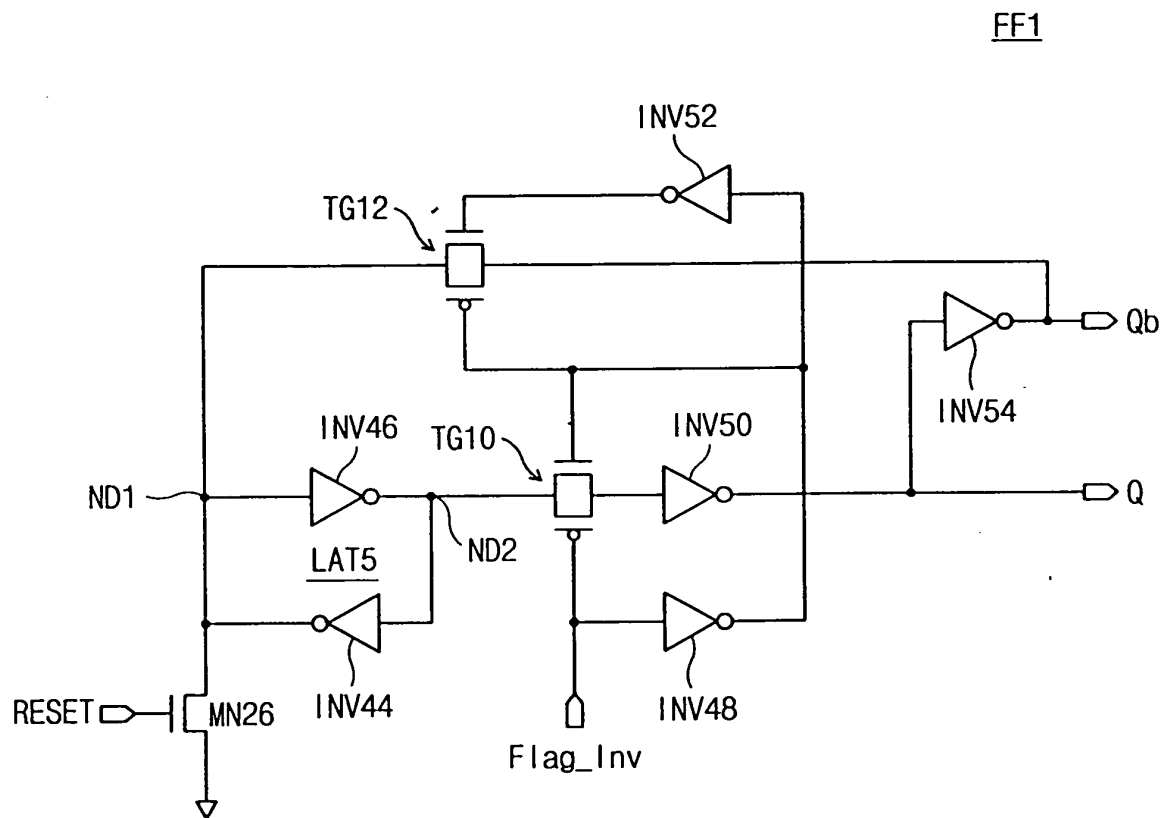 FF1
INV52
TG12
Qb
INV54
INV46
TG10
INV50
ND1
Q
ND2
LAT5
RESET
MN26
INV44
INV48
Flag_Inv